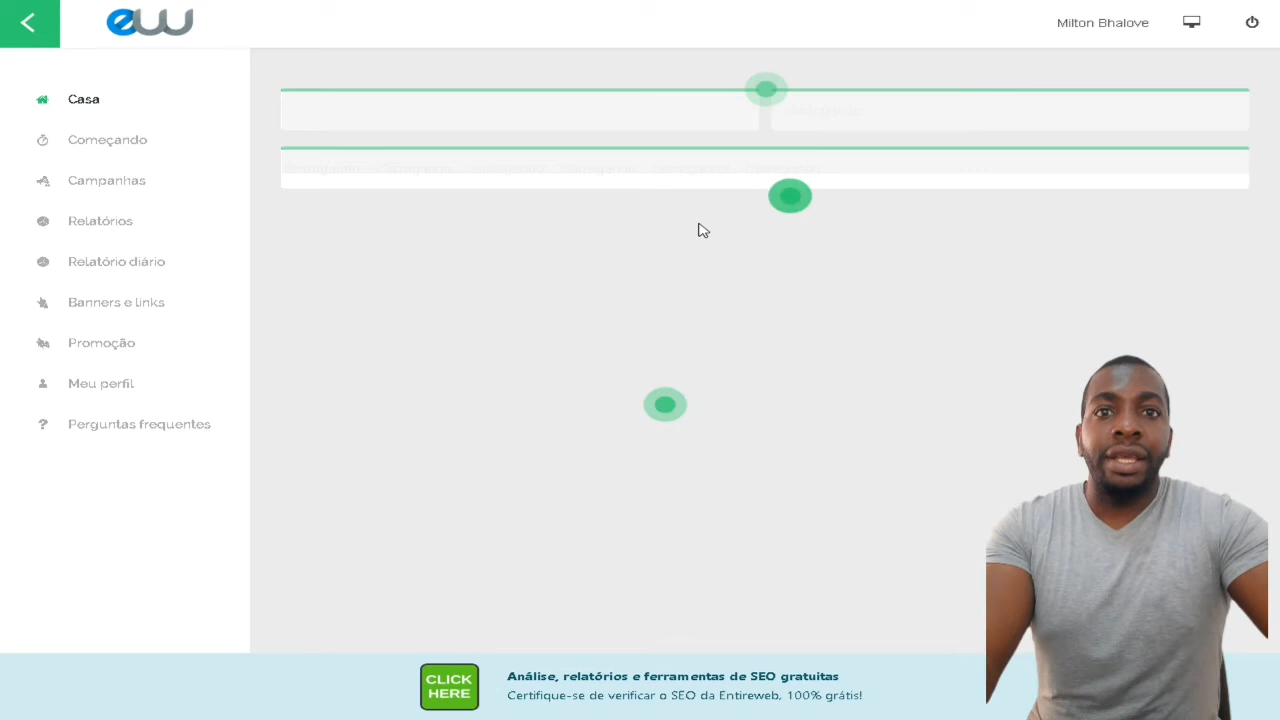 ew
Milton Bhalove
Casa
Começando
Campanhas
Relatórios
Relatório diário
Banners e links
Promoção
Meu perfil
Perguntas frequentes
CLICK
HERE
Análise, relatórios e ferramentas de SEO gratuitas
Certifique-se de verificar o SEO da Entireweb, 100% grátis!